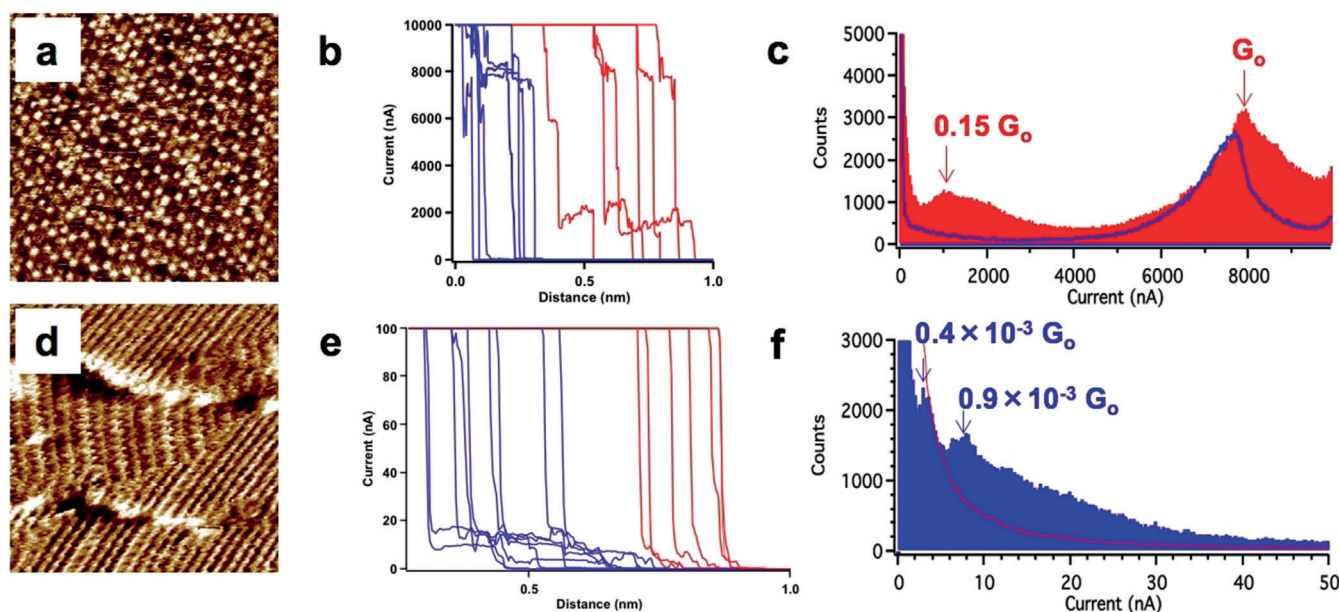 a
b
10000
8000
6000
4000
2000
0
Current (nA)
0.0
0.5
1.0
Distance (nm)
c
5000
4000
3000
2000
1000
0
Counts
0.15 Go
Go
0
2000
4000
6000
8000
Current (nA)
d
e
100
80
60
40
20
0
Current (nA)
0.5
1.0
Distance (nm)
f
3000
2000
1000
0
Counts
0.4×10-3 Go
0.9×10-3 Go
0
10
20
30
40
50
Current (nA)